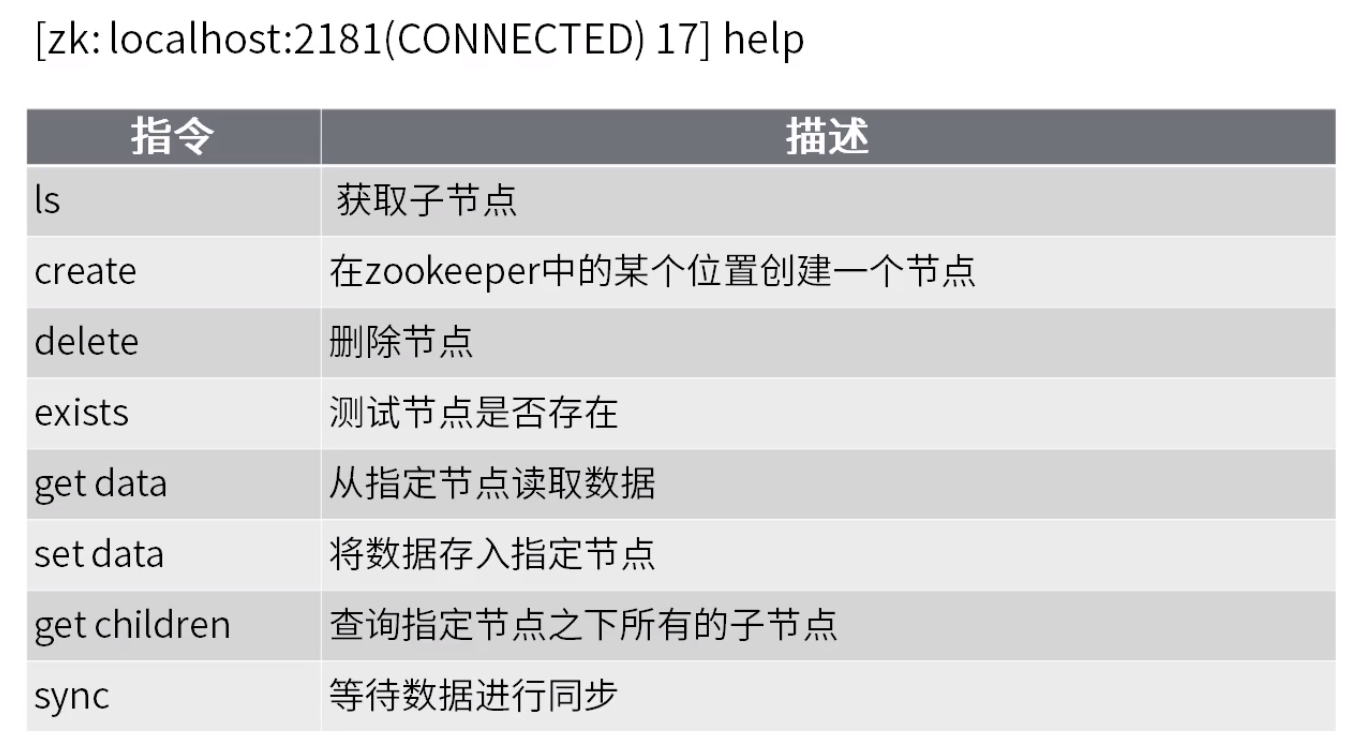 [zk: localhost:2181(CONNECTED) 17] help
指令 描述
ls 获取子节点
create 在zookeeper中的某个位置创建一个节点
delete 删除节点
exists 测试节点是否存在
get data 从指定节点读取数据
set data 将数据存入指定节点
get children 查询指定节点之下所有的子节点
sync 等待数据进行同步